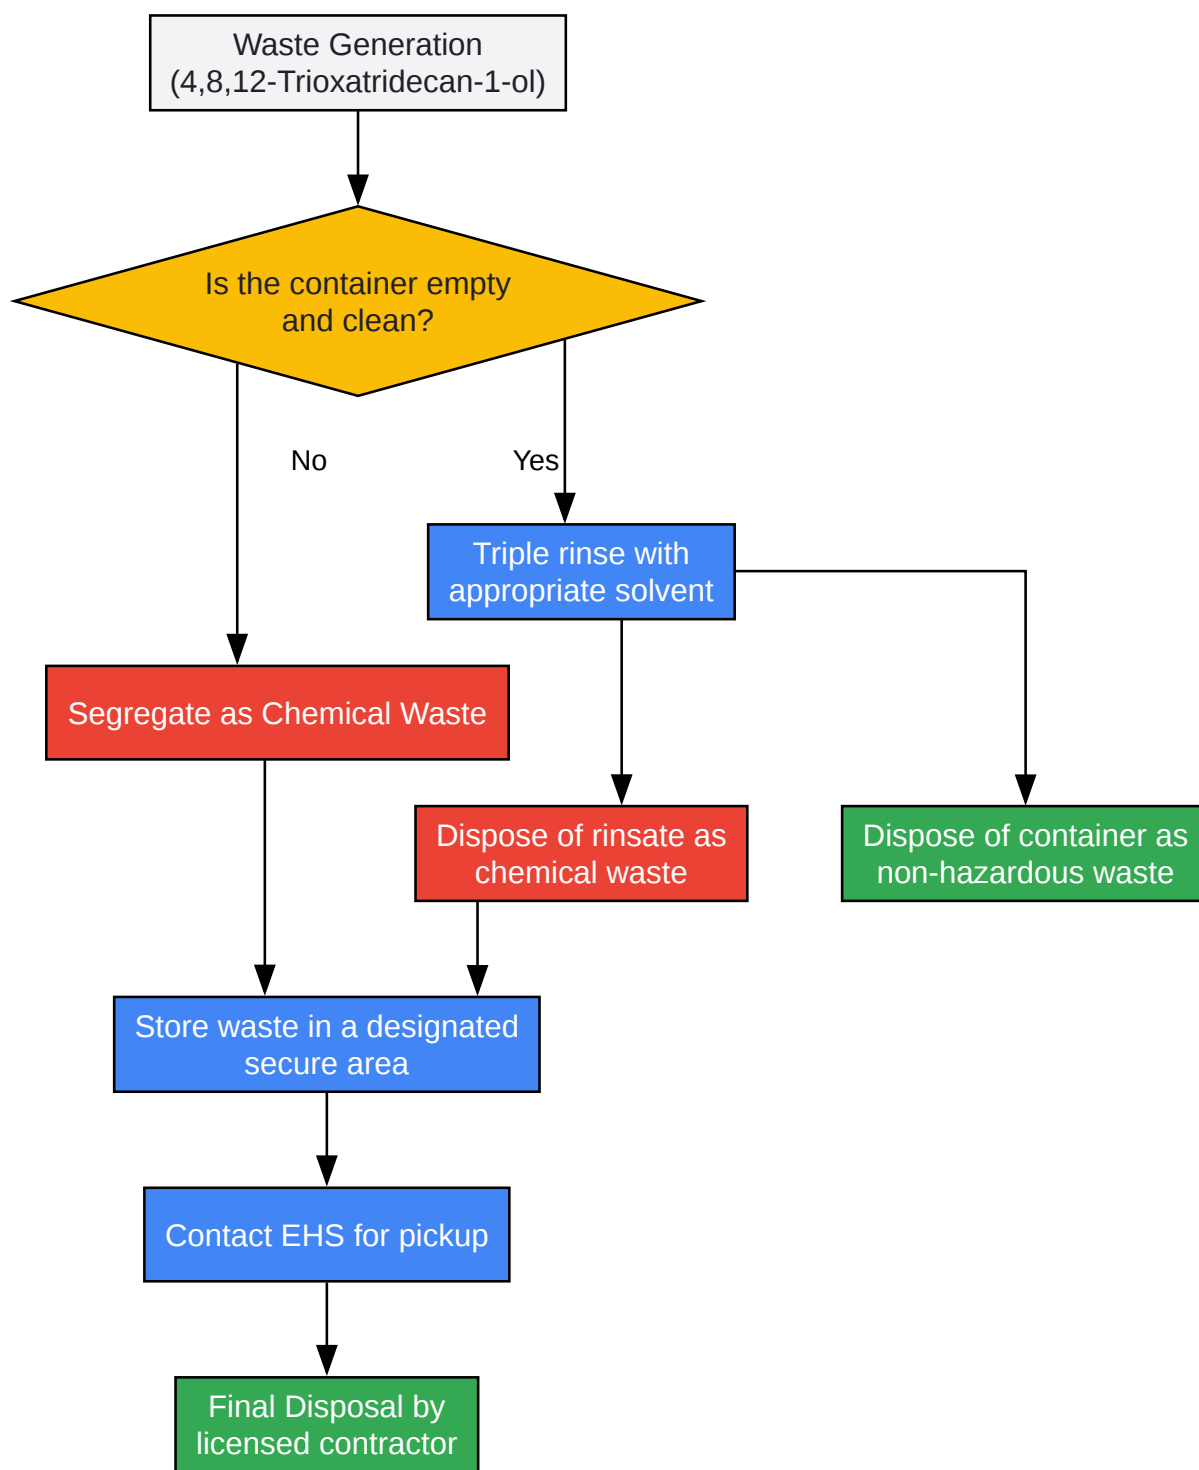 Waste Generation
(4,8,12-Trioxatridecan-1-ol)
Is the container empty
and clean?
No
Yes
Triple rinse with
appropriate solvent
Segregate as Chemical Waste
Dispose of rinsate as
chemical waste
Dispose of container as
non-hazardous waste
Store waste in a designated
secure area
Contact EHS for pickup
Final Disposal by
licensed contractor